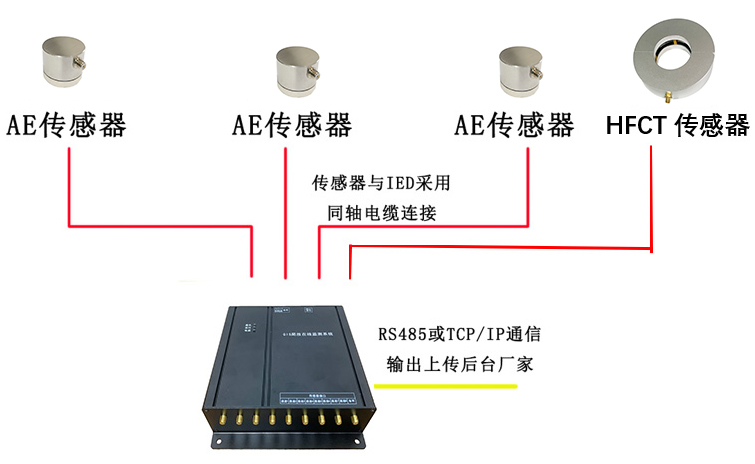 AE传感器
AE传感器
AE传感器
HFCT 传感器
传感器与IED采用
同轴电缆连接
RS485或TCP/IP通信
输出上传后台厂家